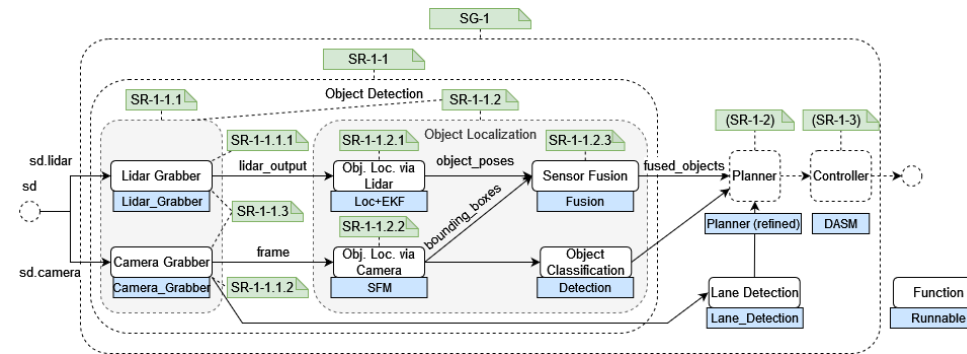 SG-1
SR-1-1
Object Detection
SR-1-1.1
SR-1-1.2
Object Localization
(SR-1-2)
(SR-1-3)
SR-1-1.1.1
SR-1-1.2.1
SR-1-1.2.3
sd.lidar
sd
Lidar Grabber
Lidar_Grabber
lidar_output
Obj. Loc. via
Lidar
Loc+EKF
object_poses
Sensor Fusion
Fusion
fused_objects
Planner
Planner (refined)
Controller
DASM
SR-1-1.3
SR-1-1.2.2
bounding_boxes
sd.camera
Camera Grabber
Camera_Grabber
frame
Obj. Loc. via
Camera
SFM
Object
Classification
Detection
SR-1-1.1.2
Lane Detection
Lane_Detection
Function
Runnable